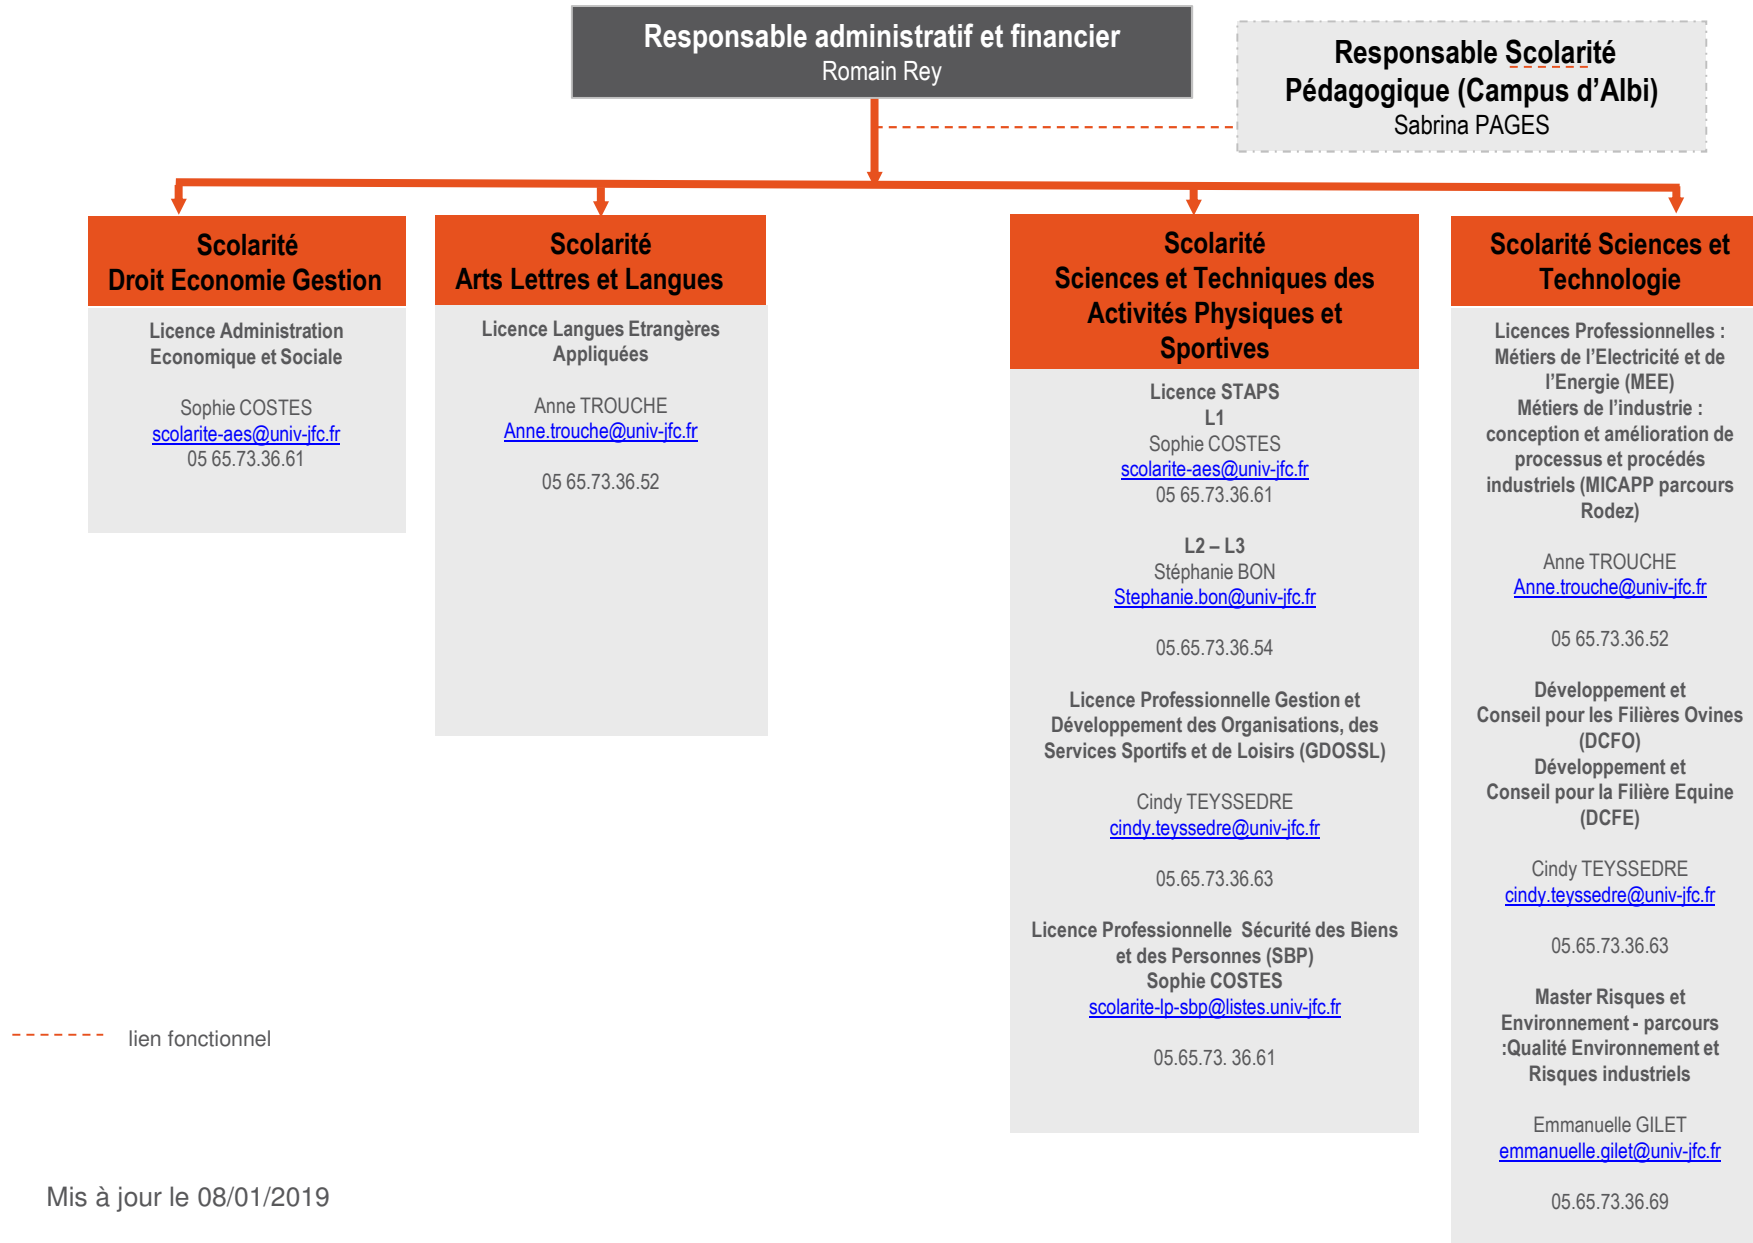 Responsable administratif et financier
Romain Rey
Responsable Scolarité
Pédagogique (Campus d'Albi)
Sabrina PAGES
Scolarité
Droit Economie Gestion
Licence Administration
Economique et Sociale
Sophie COSTES
scolarite-aes@univ-jfc.fr
05 65.73.36.61
Scolarité
Arts Lettres et Langues
Licence Langues Etrangères
Appliquées
Anne TROUCHE
Anne.trouche@univ-jfc.fr
05 65.73.36.52
Scolarité
Sciences et Techniques des
Activités Physiques et
Sportives
Licence STAPS
L1
Sophie COSTES
scolarite-aes@univ-jfc.fr
05 65.73.36.61
L2 – L3
Stéphanie BON
Stephanie.bon@univ-jfc.fr
05.65.73.36.54
Licence Professionnelle Gestion et
Développement des Organisations, des
Services Sportifs et de Loisirs (GDOSSL)
Cindy TEYSSEDRE
cindy.teyssedre@univ-jfc.fr
05.65.73.36.63
Licence Professionnelle  Sécurité des Biens
et des Personnes (SBP)
Sophie COSTES
scolarite-lp-sbp@listes.univ-jfc.fr
05.65.73. 36.61
Scolarité Sciences et
Technologie
Licences Professionnelles :
Métiers de l'Electricité et de
l'Energie (MEE)
Métiers de l'industrie :
conception et amélioration de
processus et procédés
industriels (MICAPP parcours
Rodez)
Anne TROUCHE
Anne.trouche@univ-jfc.fr
05 65.73.36.52
Développement et
Conseil pour les Filières Ovines
(DCFO)
Développement et
Conseil pour la Filière Equine
(DCFE)
Cindy TEYSSEDRE
cindy.teyssedre@univ-jfc.fr
05.65.73.36.63
Master Risques et
Environnement - parcours
:Qualité Environnement et
Risques industriels
Emmanuelle GILET
emmanuelle.gilet@univ-jfc.fr
05.65.73.36.69
lien fonctionnel
Mis à jour le 08/01/2019